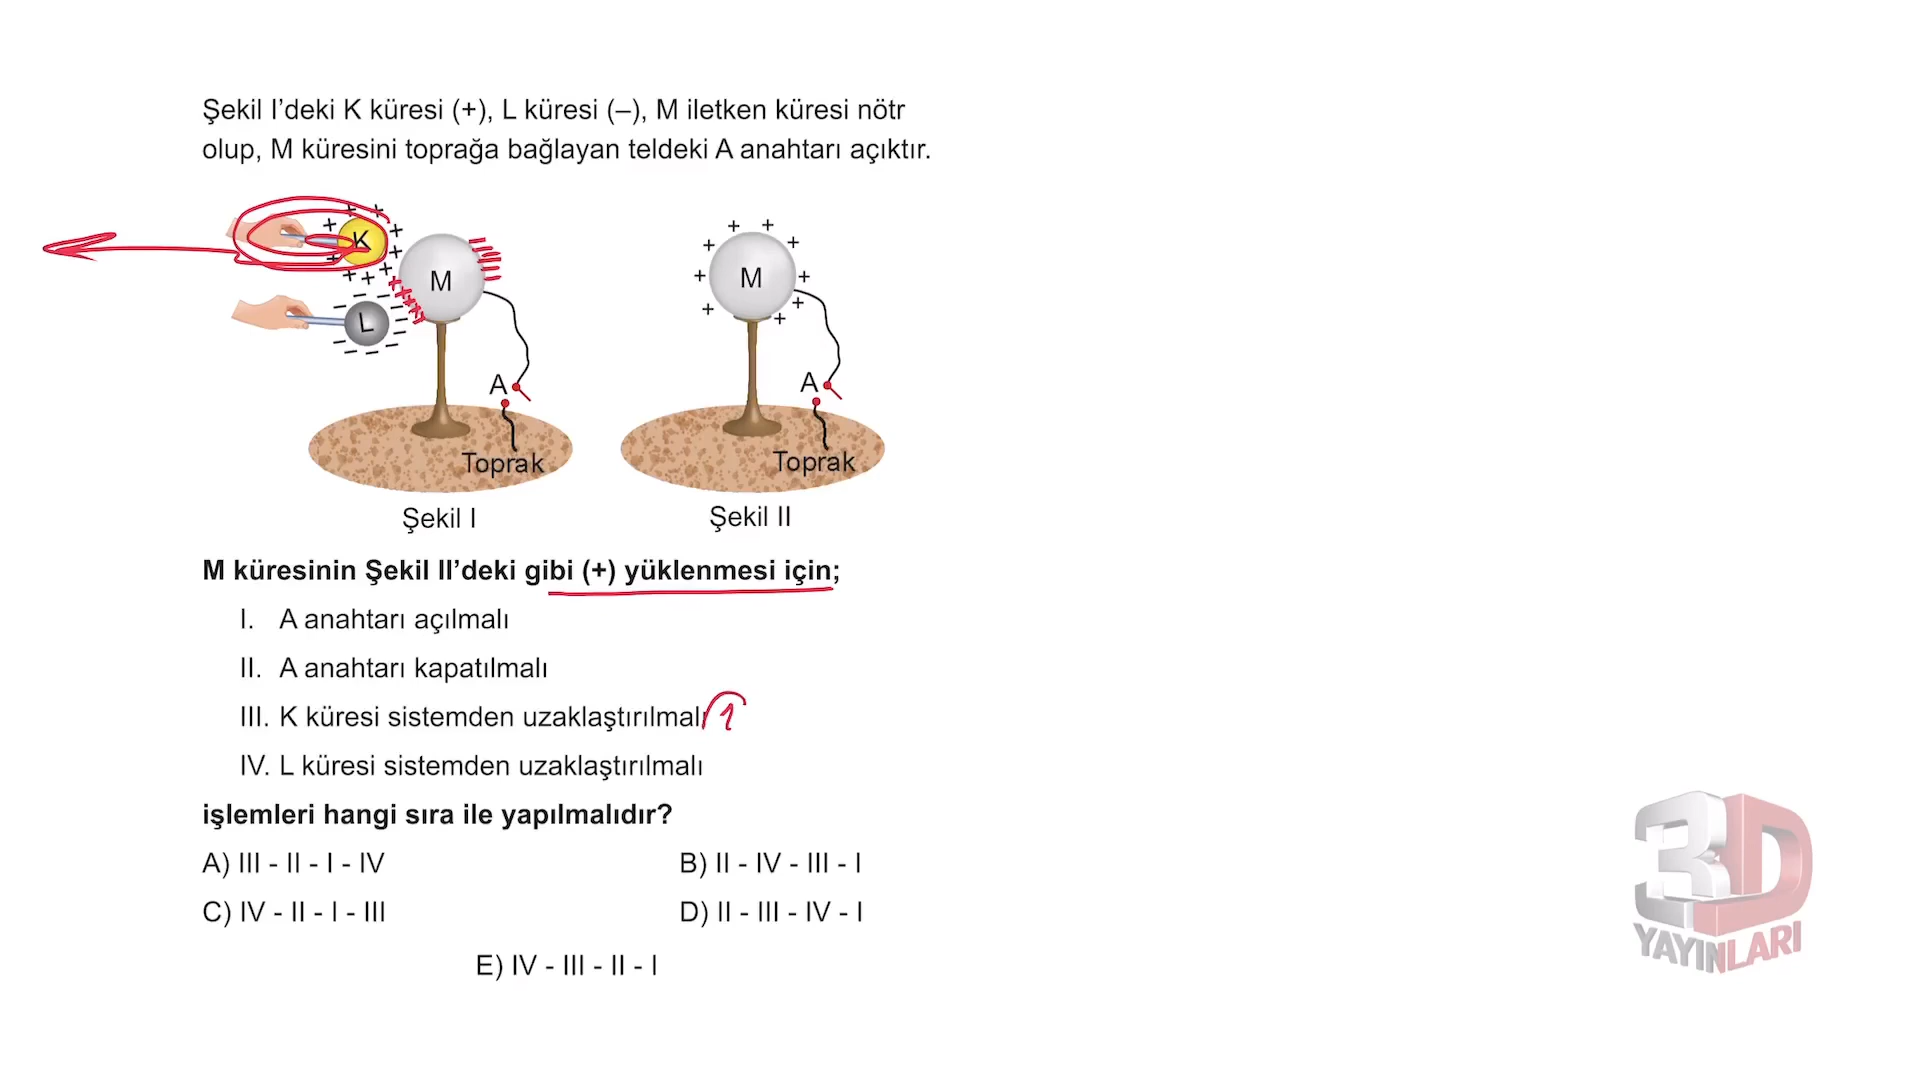 Şekil I’deki K küresi (+), L küresi (–), M iletken küresi nötr
olup, M küresini toprağa bağlayan teldeki A anahtarı açıktır.
K
M
L
A
Toprak
Şekil I
M
A
Toprak
Şekil II
M küresinin Şekil II’deki gibi (+) yüklenmesi için;
I. A anahtarı açılmalı
II. A anahtarı kapatılmalı
III. K küresi sistemden uzaklaştırılmalı 1
IV. L küresi sistemden uzaklaştırılmalı
işlemleri hangi sıra ile yapılmalıdır?
A) III - II - I - IV
B) II - IV - III - I
C) IV - II - I - III
D) II - III - IV - I
E) IV - III - II - I
3D
YAYINLARI